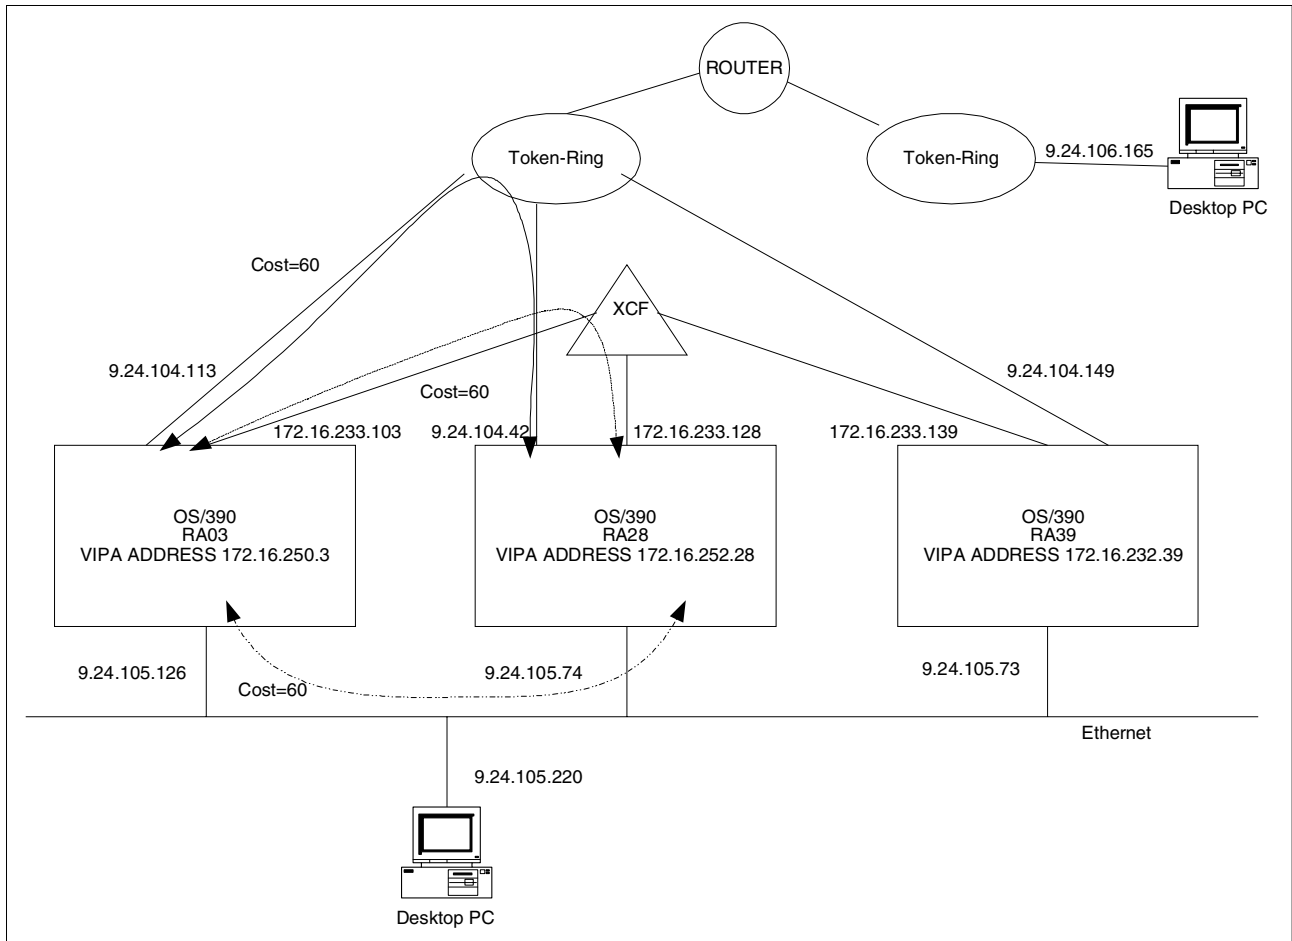 ROUTER
Token-Ring
Token-Ring
9.24.106.165
Desktop PC
Cost=60
XCF
9.24.104.113
9.24.104.149
Cost=60
172.16.233.103
9.24.104.42
172.16.233.128
172.16.233.139
OS/390
RA03
VIPA ADDRESS 172.16.250.3
OS/390
RA28
VIPA ADDRESS 172.16.252.28
OS/390
RA39
VIPA ADDRESS 172.16.232.39
9.24.105.126
9.24.105.74
9.24.105.73
Cost=60
Ethernet
9.24.105.220
Desktop PC